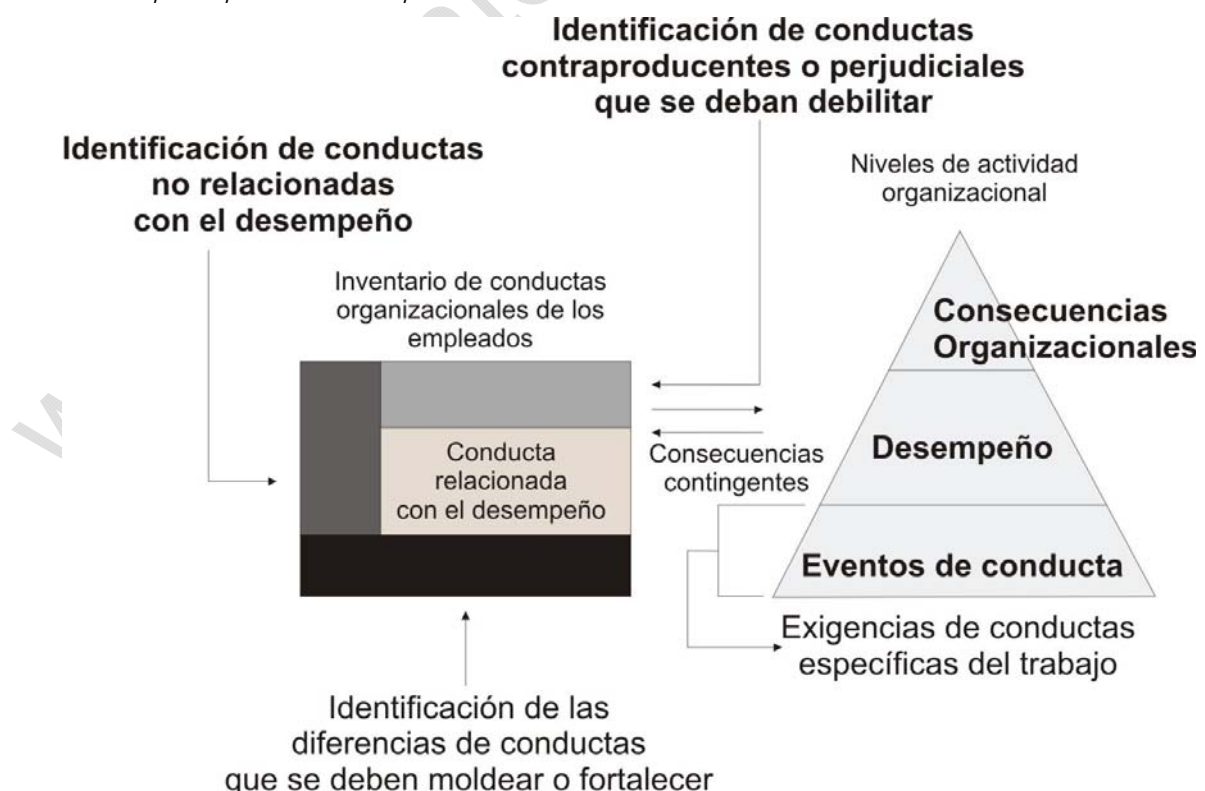 Identificación de conductas
contraproducentes o perjudiciales
que se deban debilitar
Identificación de conductas
no relacionadas
con el desempeño
Niveles de actividad
organizacional
Inventario de conductas
organizacionales de los
empleados
Consecuencias
Organizacionales
Conducta
relacionada
con el desempeño
Consecuencias
contingentes
Desempeño
Eventos de conducta
Exigencias de conductas
específicas del trabajo
Identificación de las
diferencias de conductas
que se deben moldear o fortalecer